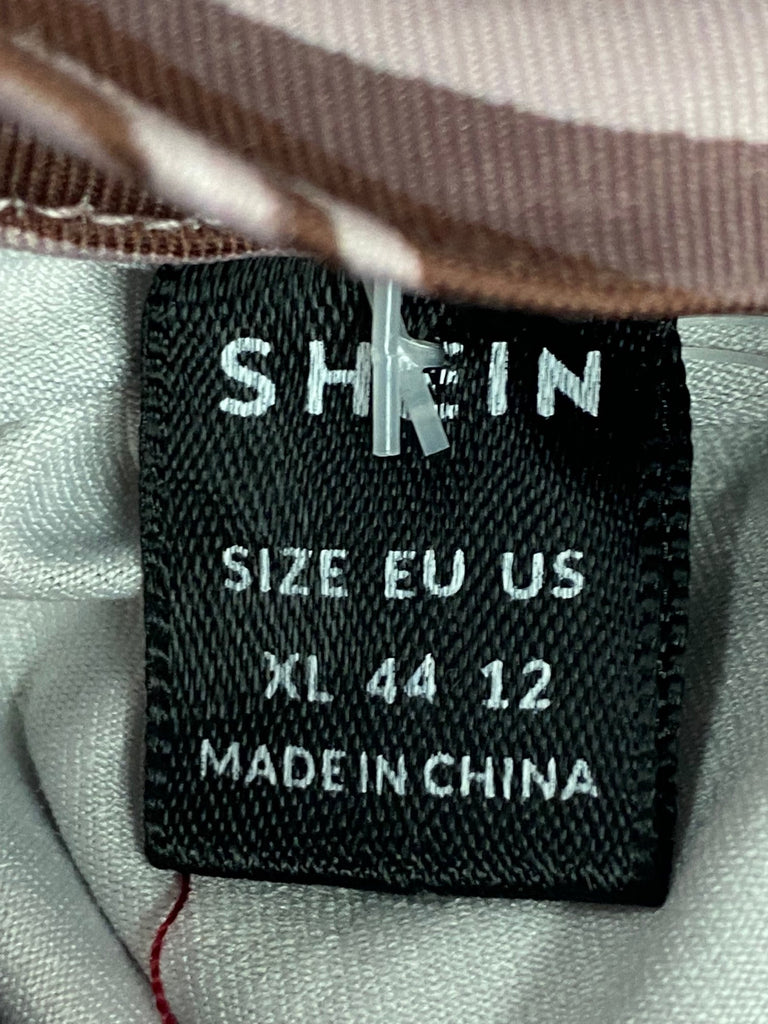 SHEIN
SIZE EU US
XL 44 12
MADE IN CHINA